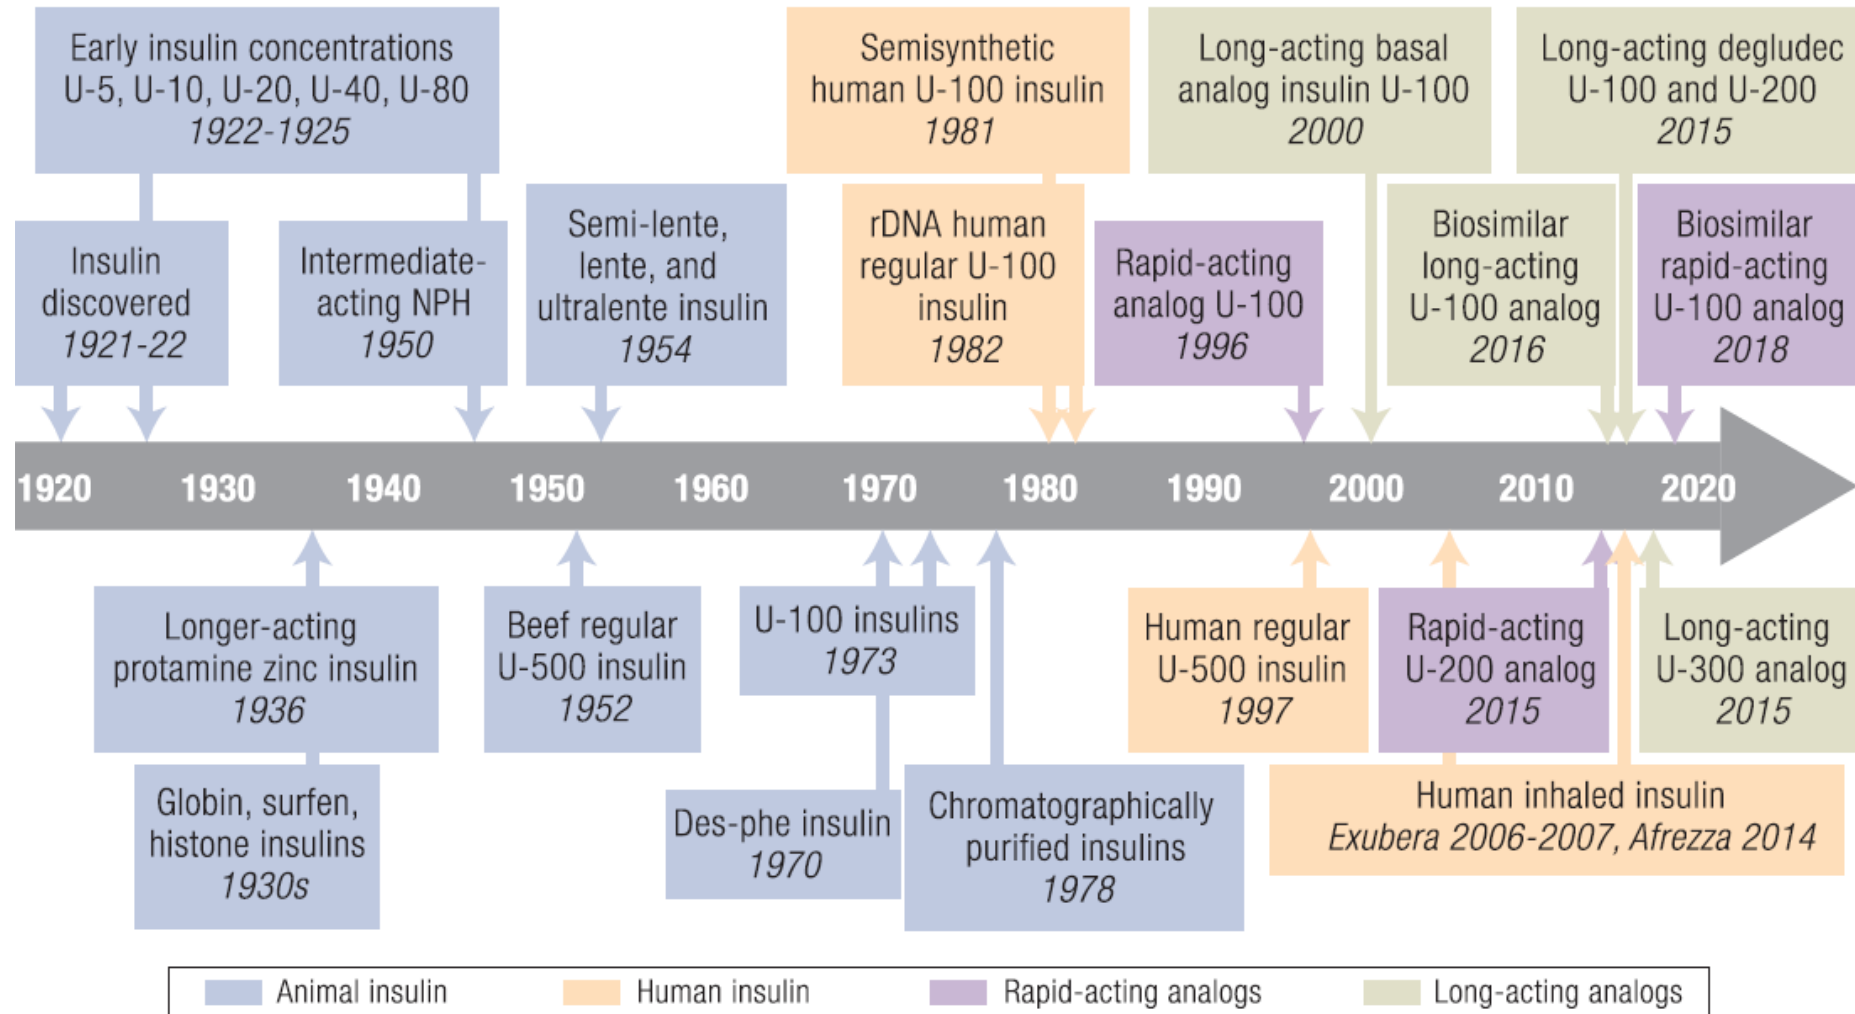 Early insulin concentrations
U-5, U-10, U-20, U-40, U-80
1922-1925
Semisynthetic
human U-100 insulin
1981
Long-acting basal
analog insulin U-100
2000
Long-acting degludec
U-100 and U-200
2015
Insulin
discovered
1921-22
Intermediate-
acting NPH
1950
Semi-lente,
lente, and
ultralente insulin
1954
rDNA human
regular U-100
insulin
1982
Rapid-acting
analog U-100
1996
Biosimilar
long-acting
U-100 analog
2016
Biosimilar
rapid-acting
U-100 analog
2018
1920 1930 1940 1950 1960 1970 1980 1990 2000 2010 2020
Longer-acting
protamine zinc insulin
1936
Beef regular
U-500 insulin
1952
U-100 insulins
1973
Human regular
U-500 insulin
1997
Rapid-acting
U-200 analog
2015
Long-acting
U-300 analog
2015
Globin, surfen,
histone insulins
1930s
Des-phe insulin
1970
Chromatographically
purified insulins
1978
Human inhaled insulin
Exubera 2006-2007, Afrezza 2014
Animal insulin Human insulin Rapid-acting analogs Long-acting analogs